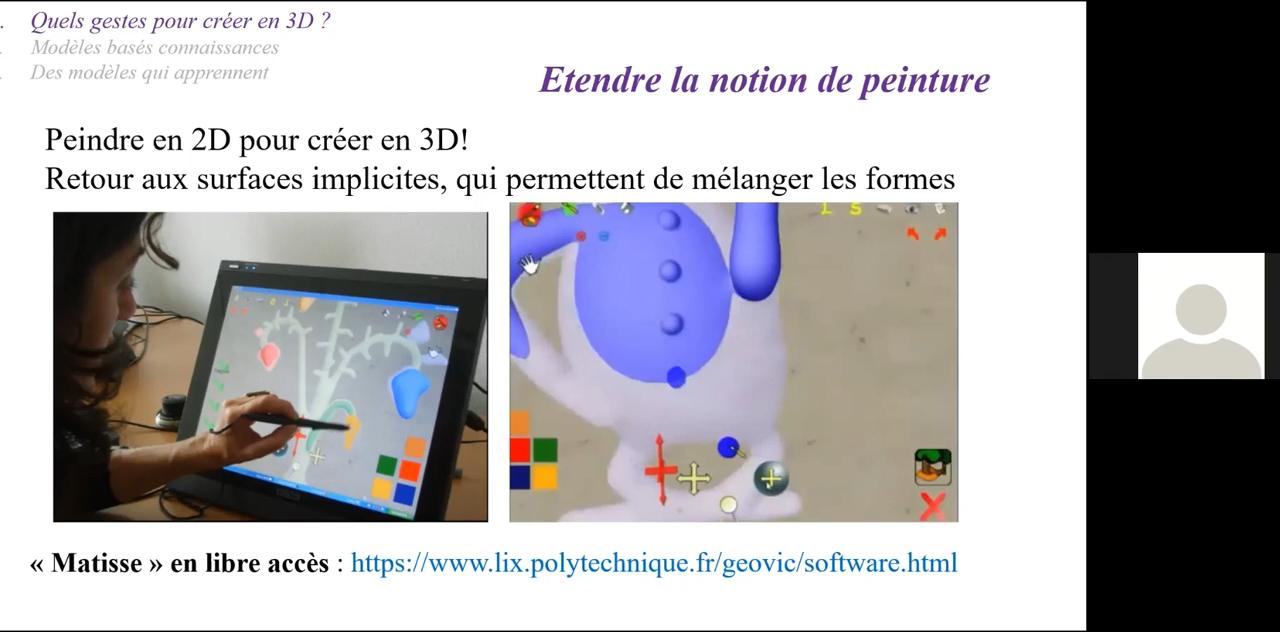 Quels gestes pour créer en 3D ?
Modèles basés connaissances
Des modèles qui apprennent
Etendre la notion de peinture
Peindre en 2D pour créer en 3D!
Retour aux surfaces implicites, qui permettent de mélanger les formes
« Matisse » en libre accès : https://www.lix.polytechnique.fr/geovic/software.html